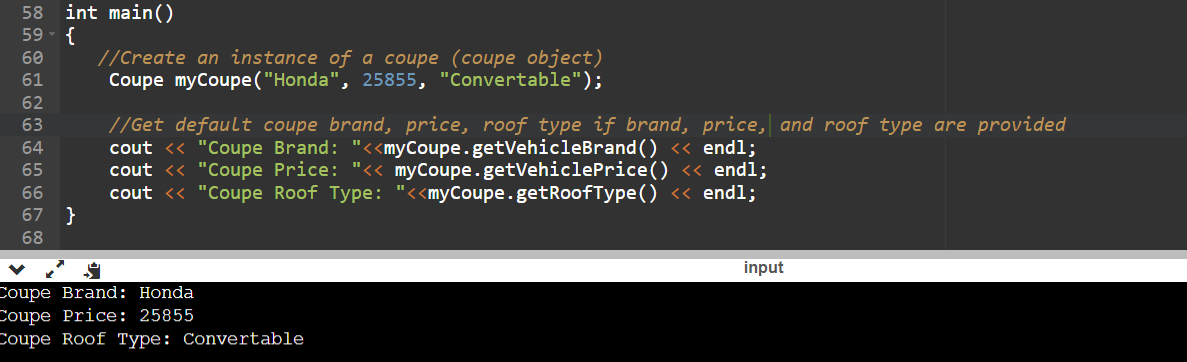 58 int main()
59 {
60 //Create an instance of a coupe (coupe object)
61 Coupe myCoupe("Honda", 25855, "Convertable");
62
63 //Get default coupe brand, price, roof type if brand, price, and roof type are provided
64 cout << "Coupe Brand: "<<myCoupe.getVehicleBrand() << endl;
65 cout << "Coupe Price: "<< myCoupe.getVehiclePrice() << endl;
66 cout << "Coupe Roof Type: "<<myCoupe.getRoofType() << endl;
67 }
68
input
Coupe Brand: Honda
Coupe Price: 25855
Coupe Roof Type: Convertable